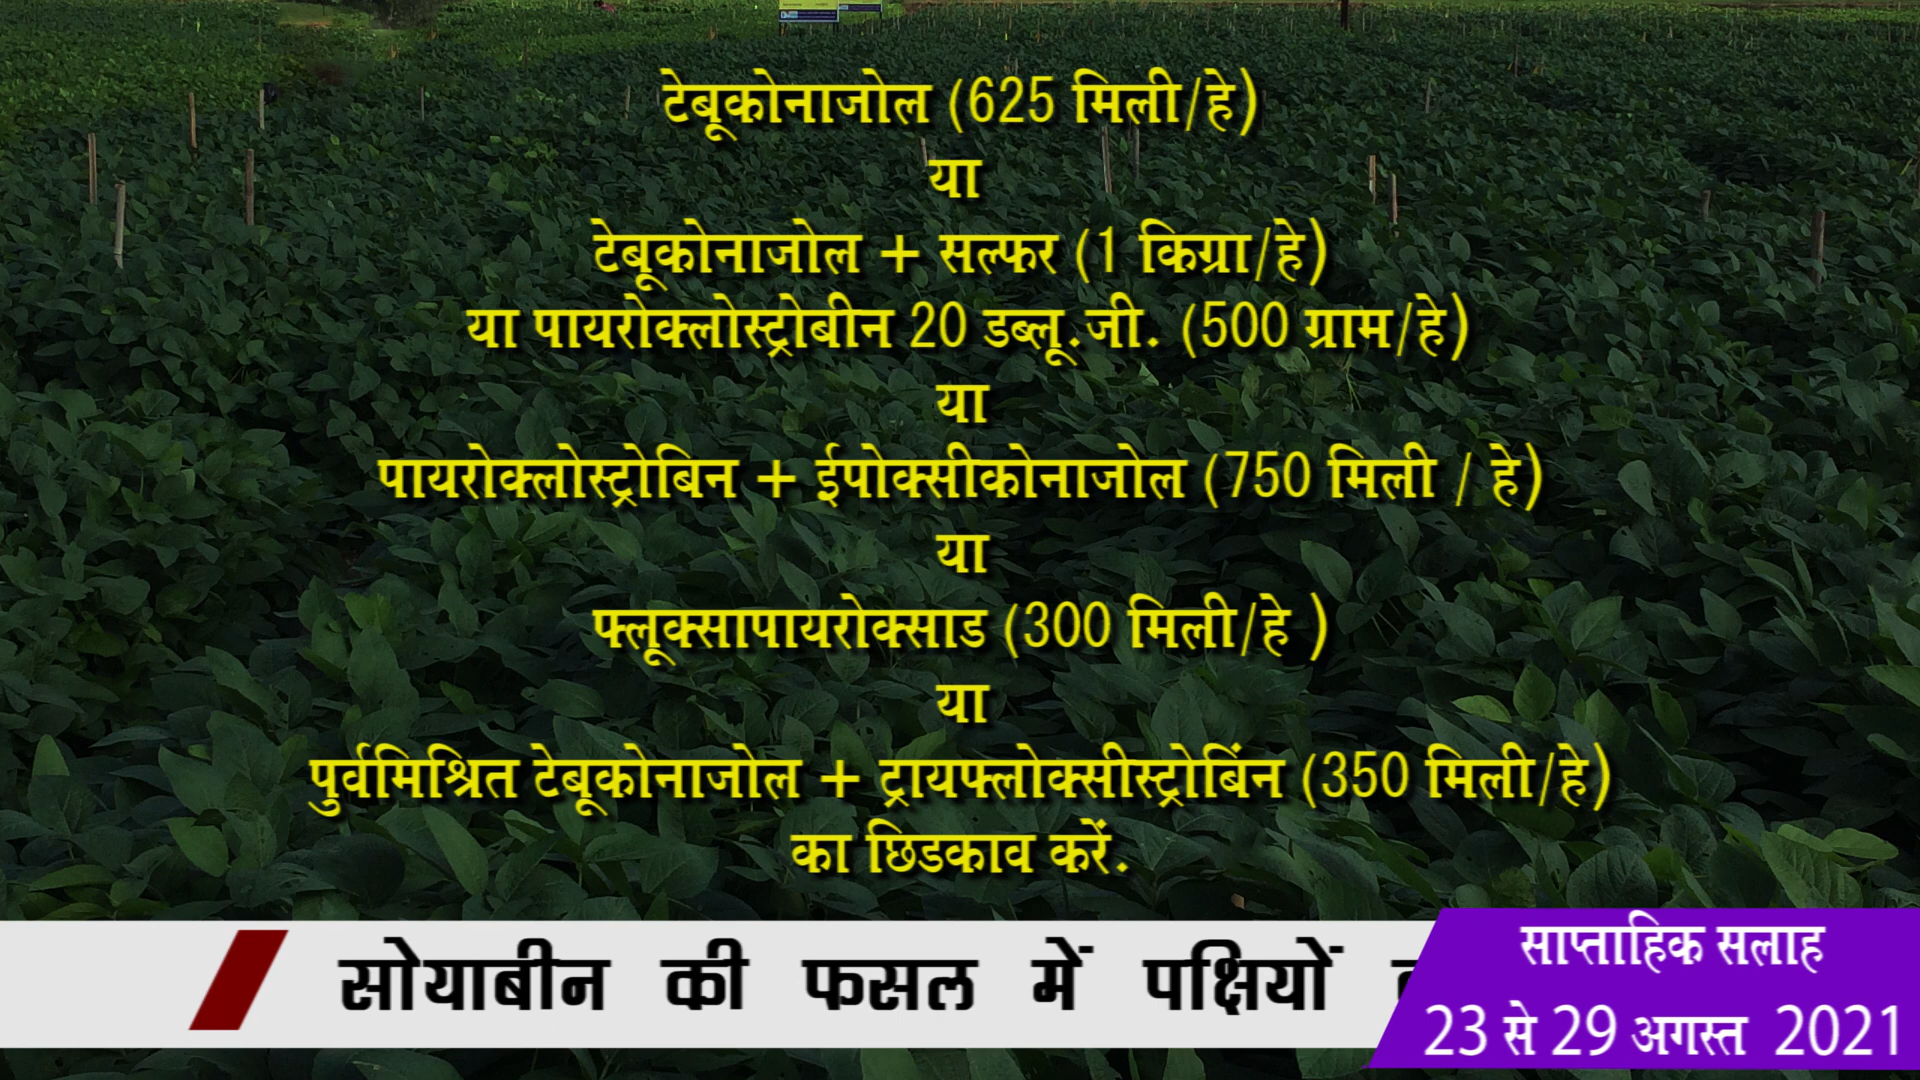 टेबूकोनाजोल (625 मिली/हे)
या
टेबूकोनाजोल + सल्फर (1 किग्रा/हे)
या पायरोक्लोस्ट्रोबीन 20 डब्लू.जी. (500 ग्राम/हे)
या
पायरोक्लोस्ट्रोबिन + ईपोक्सीकोनाजोल (750 मिली / हे)
या
फ्लूक्सापायरोक्साड (300 मिली/हे )
या
पुर्वमिश्रित टेबूकोनाजोल + ट्रायफ्लोक्सीस्ट्रोबिंन (350 मिली/हे)
का छिडकाव करें.
सोयाबीन की फसल में पक्षियों
साप्ताहिक सलाह
23 से 29 अगस्त 2021